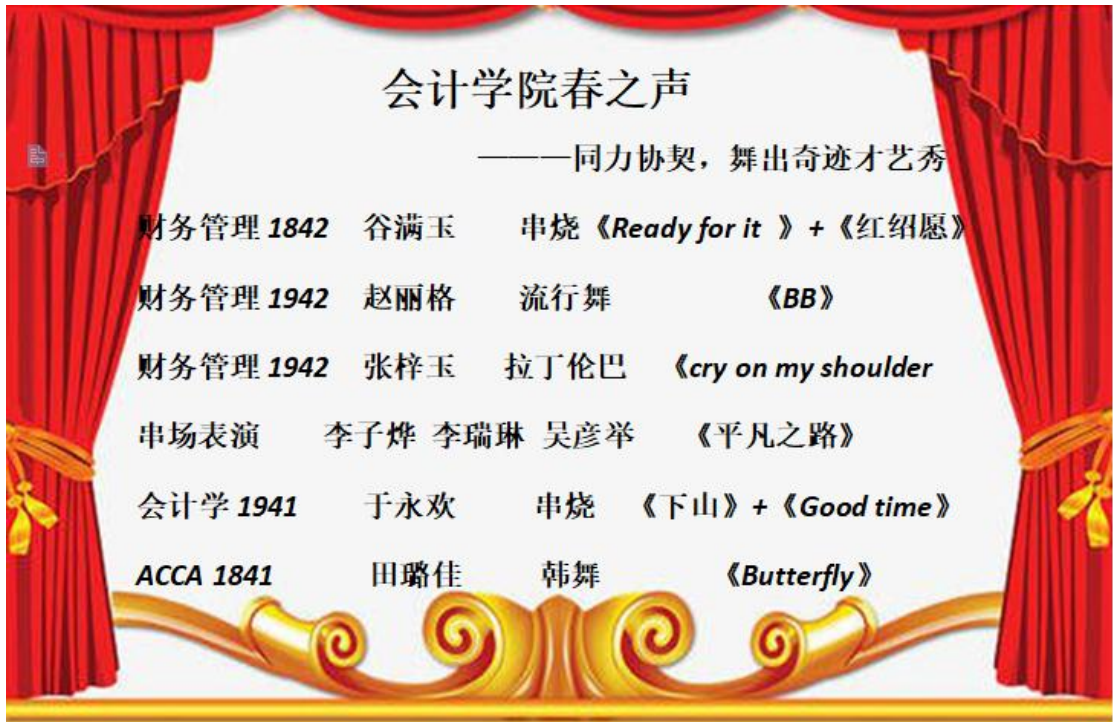 会计学院春之声
———同力协契，舞出奇迹才艺秀
财务管理 1842 谷满玉 串烧《Ready for it 》+《红绍愿》
财务管理 1942 赵丽格 流行舞 《BB》
财务管理 1942 张梓玉 拉丁伦巴 《cry on my shoulder
串场表演 李子烨 李瑞琳 吴彦举 《平凡之路》
会计学 1941 于永欢 串烧 《下山》+《Good time》
ACCA 1841 田璐佳 韩舞 《Butterfly》